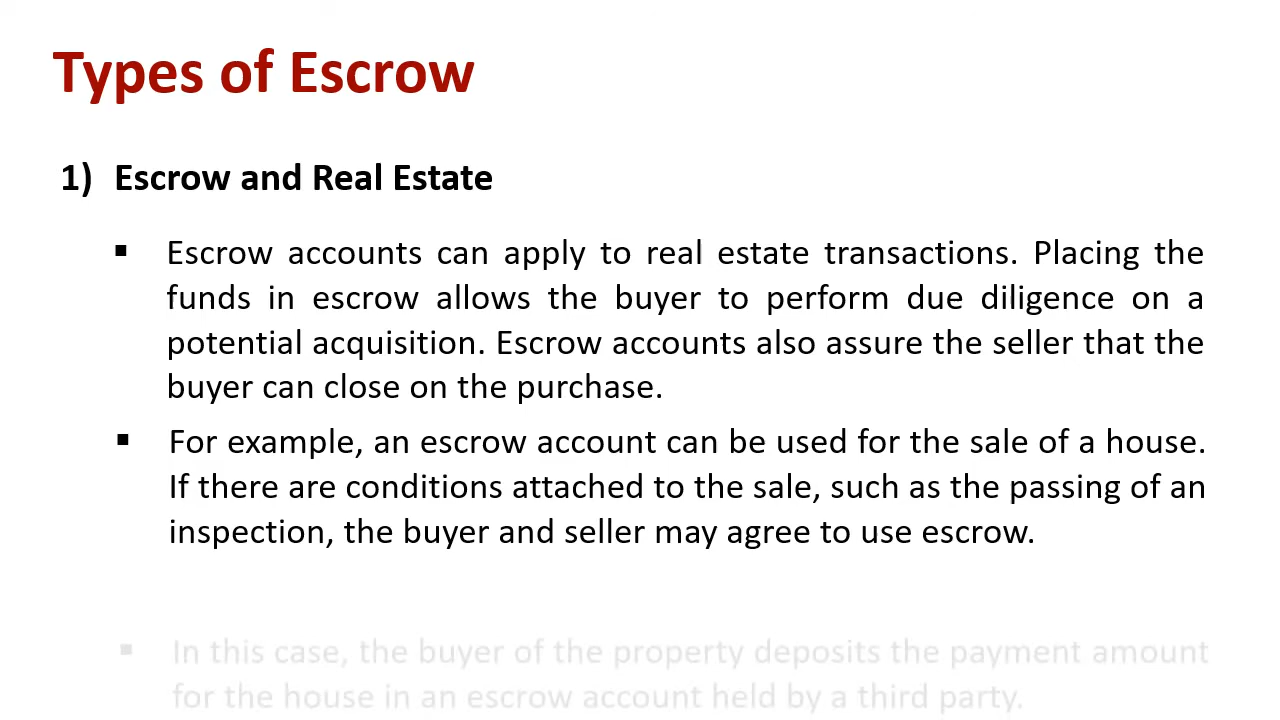 Types of Escrow
1) Escrow and Real Estate
▪ Escrow accounts can apply to real estate transactions. Placing the
funds in escrow allows the buyer to perform due diligence on a
potential acquisition. Escrow accounts also assure the seller that the
buyer can close on the purchase.
▪ For example, an escrow account can be used for the sale of a house.
If there are conditions attached to the sale, such as the passing of an
inspection, the buyer and seller may agree to use escrow.
▪ In this case, the buyer of the property deposits the payment amount
for the house in an escrow account held by a third party.